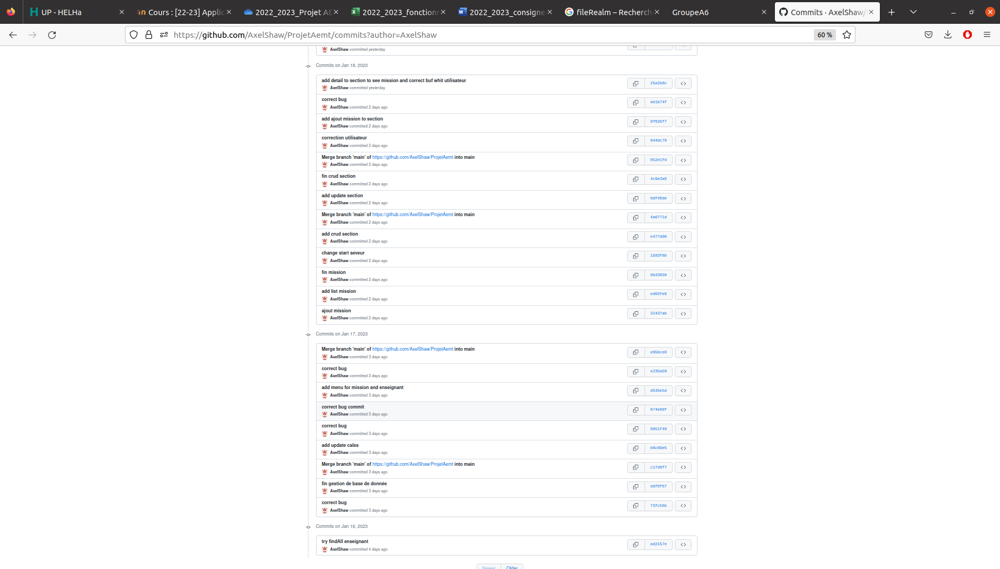 UP - HELHa
Cours : [22-23] Applic
2022_2023_Projet AE
2022_2023_fonctionn
2022_2023_consigne
fileRealm – Recherch
GroupeA6
Commits · AxelShaw/
https://github.com/AxelShaw/ProjetAemt/commits?author=AxelShaw
60 %
AxelShaw committed yesterday
Commits on Jan 18, 2023
add detail to section to see mission and correct buf whit utilisateur
25a2b8c
AxelShaw committed yesterday
correct bug
de1b74f
AxelShaw committed 2 days ago
add ajout mission to section
0f62bf7
AxelShaw committed 2 days ago
correction utilisateur
944dc79
AxelShaw committed 2 days ago
Merge branch 'main' of https://github.com/AxelShaw/ProjetAemt into main
052e1fd
AxelShaw committed 2 days ago
fin crud section
4c9e3a6
AxelShaw committed 2 days ago
add update section
0df46de
AxelShaw committed 2 days ago
Merge branch 'main' of https://github.com/AxelShaw/ProjetAemt into main
4a0771d
AxelShaw committed 2 days ago
add crud section
e477d90
AxelShaw committed 2 days ago
change start seveur
1583f8b
AxelShaw committed 2 days ago
fin mission
6b33650
AxelShaw committed 2 days ago
add list mission
ed03fe8
AxelShaw committed 2 days ago
ajout mission
32437ab
AxelShaw committed 2 days ago
Commits on Jan 17, 2023
Merge branch 'main' of https://github.com/AxelShaw/ProjetAemt into main
e95bce0
AxelShaw committed 3 days ago
correct bug
e235a59
AxelShaw committed 3 days ago
add menu for mission and enseignant
d535e5d
AxelShaw committed 3 days ago
correct bug commit
874e60f
AxelShaw committed 3 days ago
correct bug
9851f49
AxelShaw committed 3 days ago
add update calss
b6c89e5
AxelShaw committed 3 days ago
Merge branch 'main' of https://github.com/AxelShaw/ProjetAemt into main
c17d9f7
AxelShaw committed 3 days ago
fin gestion de base de donnée
ddf0f67
AxelShaw committed 3 days ago
correct bug
73fc56b
AxelShaw committed 3 days ago
Commits on Jan 16, 2023
try findAll enseignant
ad2157e
AxelShaw committed 4 days ago
Newer
Older